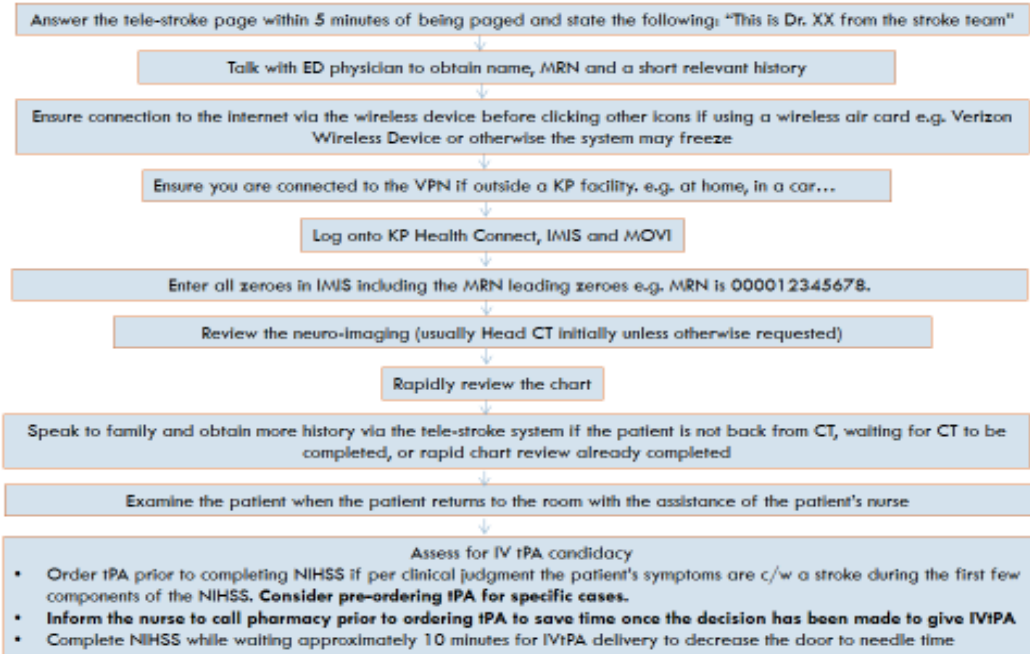 Answer the tele-stroke page within 5 minutes of being paged and state the following: “This is Dr. XX from the stroke team”
Talk with ED physician to obtain name, MRN and a short relevant history
Ensure connection to the internet via the wireless device before clicking other icons if using a wireless air card e.g. Verizon
Wireless Device or otherwise the system may freeze
Ensure you are connected to the VPN if outside a KP facility. e.g. at home, in a car...
Log onto KP Health Connect, IMIS and MOVI
Enter all zeroes in IMIS including the MRN leading zeroes e.g. MRN is 000012345678.
Review the neuro-imaging (usually Head CT initially unless otherwise requested)
Rapidly review the chart
Speak to family and obtain more history via the tele-stroke system if the patient is not back from CT, waiting for CT to be
completed, or rapid chart review already completed
Examine the patient when the patient returns to the room with the assistance of the patient's nurse
Assess for IV tPA candidacy
• Order tPA prior to completing NIHSS if per clinical judgment the patient's symptoms are c/w a stroke during the first few
components of the NIHSS. Consider pre-ordering tPA for specific cases.
• Inform the nurse to call pharmacy prior to ordering tPA to save time once the decision has been made to give IVtPA
• Complete NIHSS while waiting approximately 10 minutes for IVtPA delivery to decrease the door to needle time